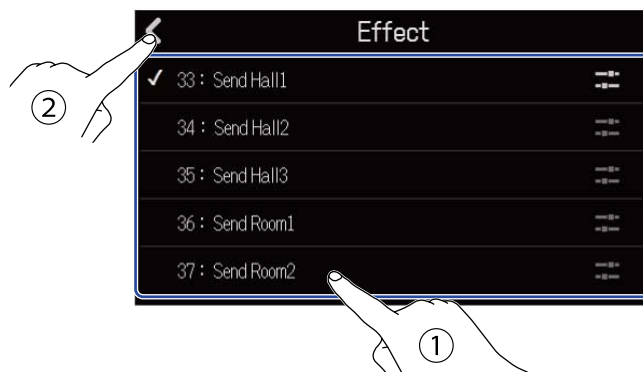 Effect
✓ 33: Send Hall1
34: Send Hall2
35: Send Hall3
36: Send Room1
37: Send Room2
②
①